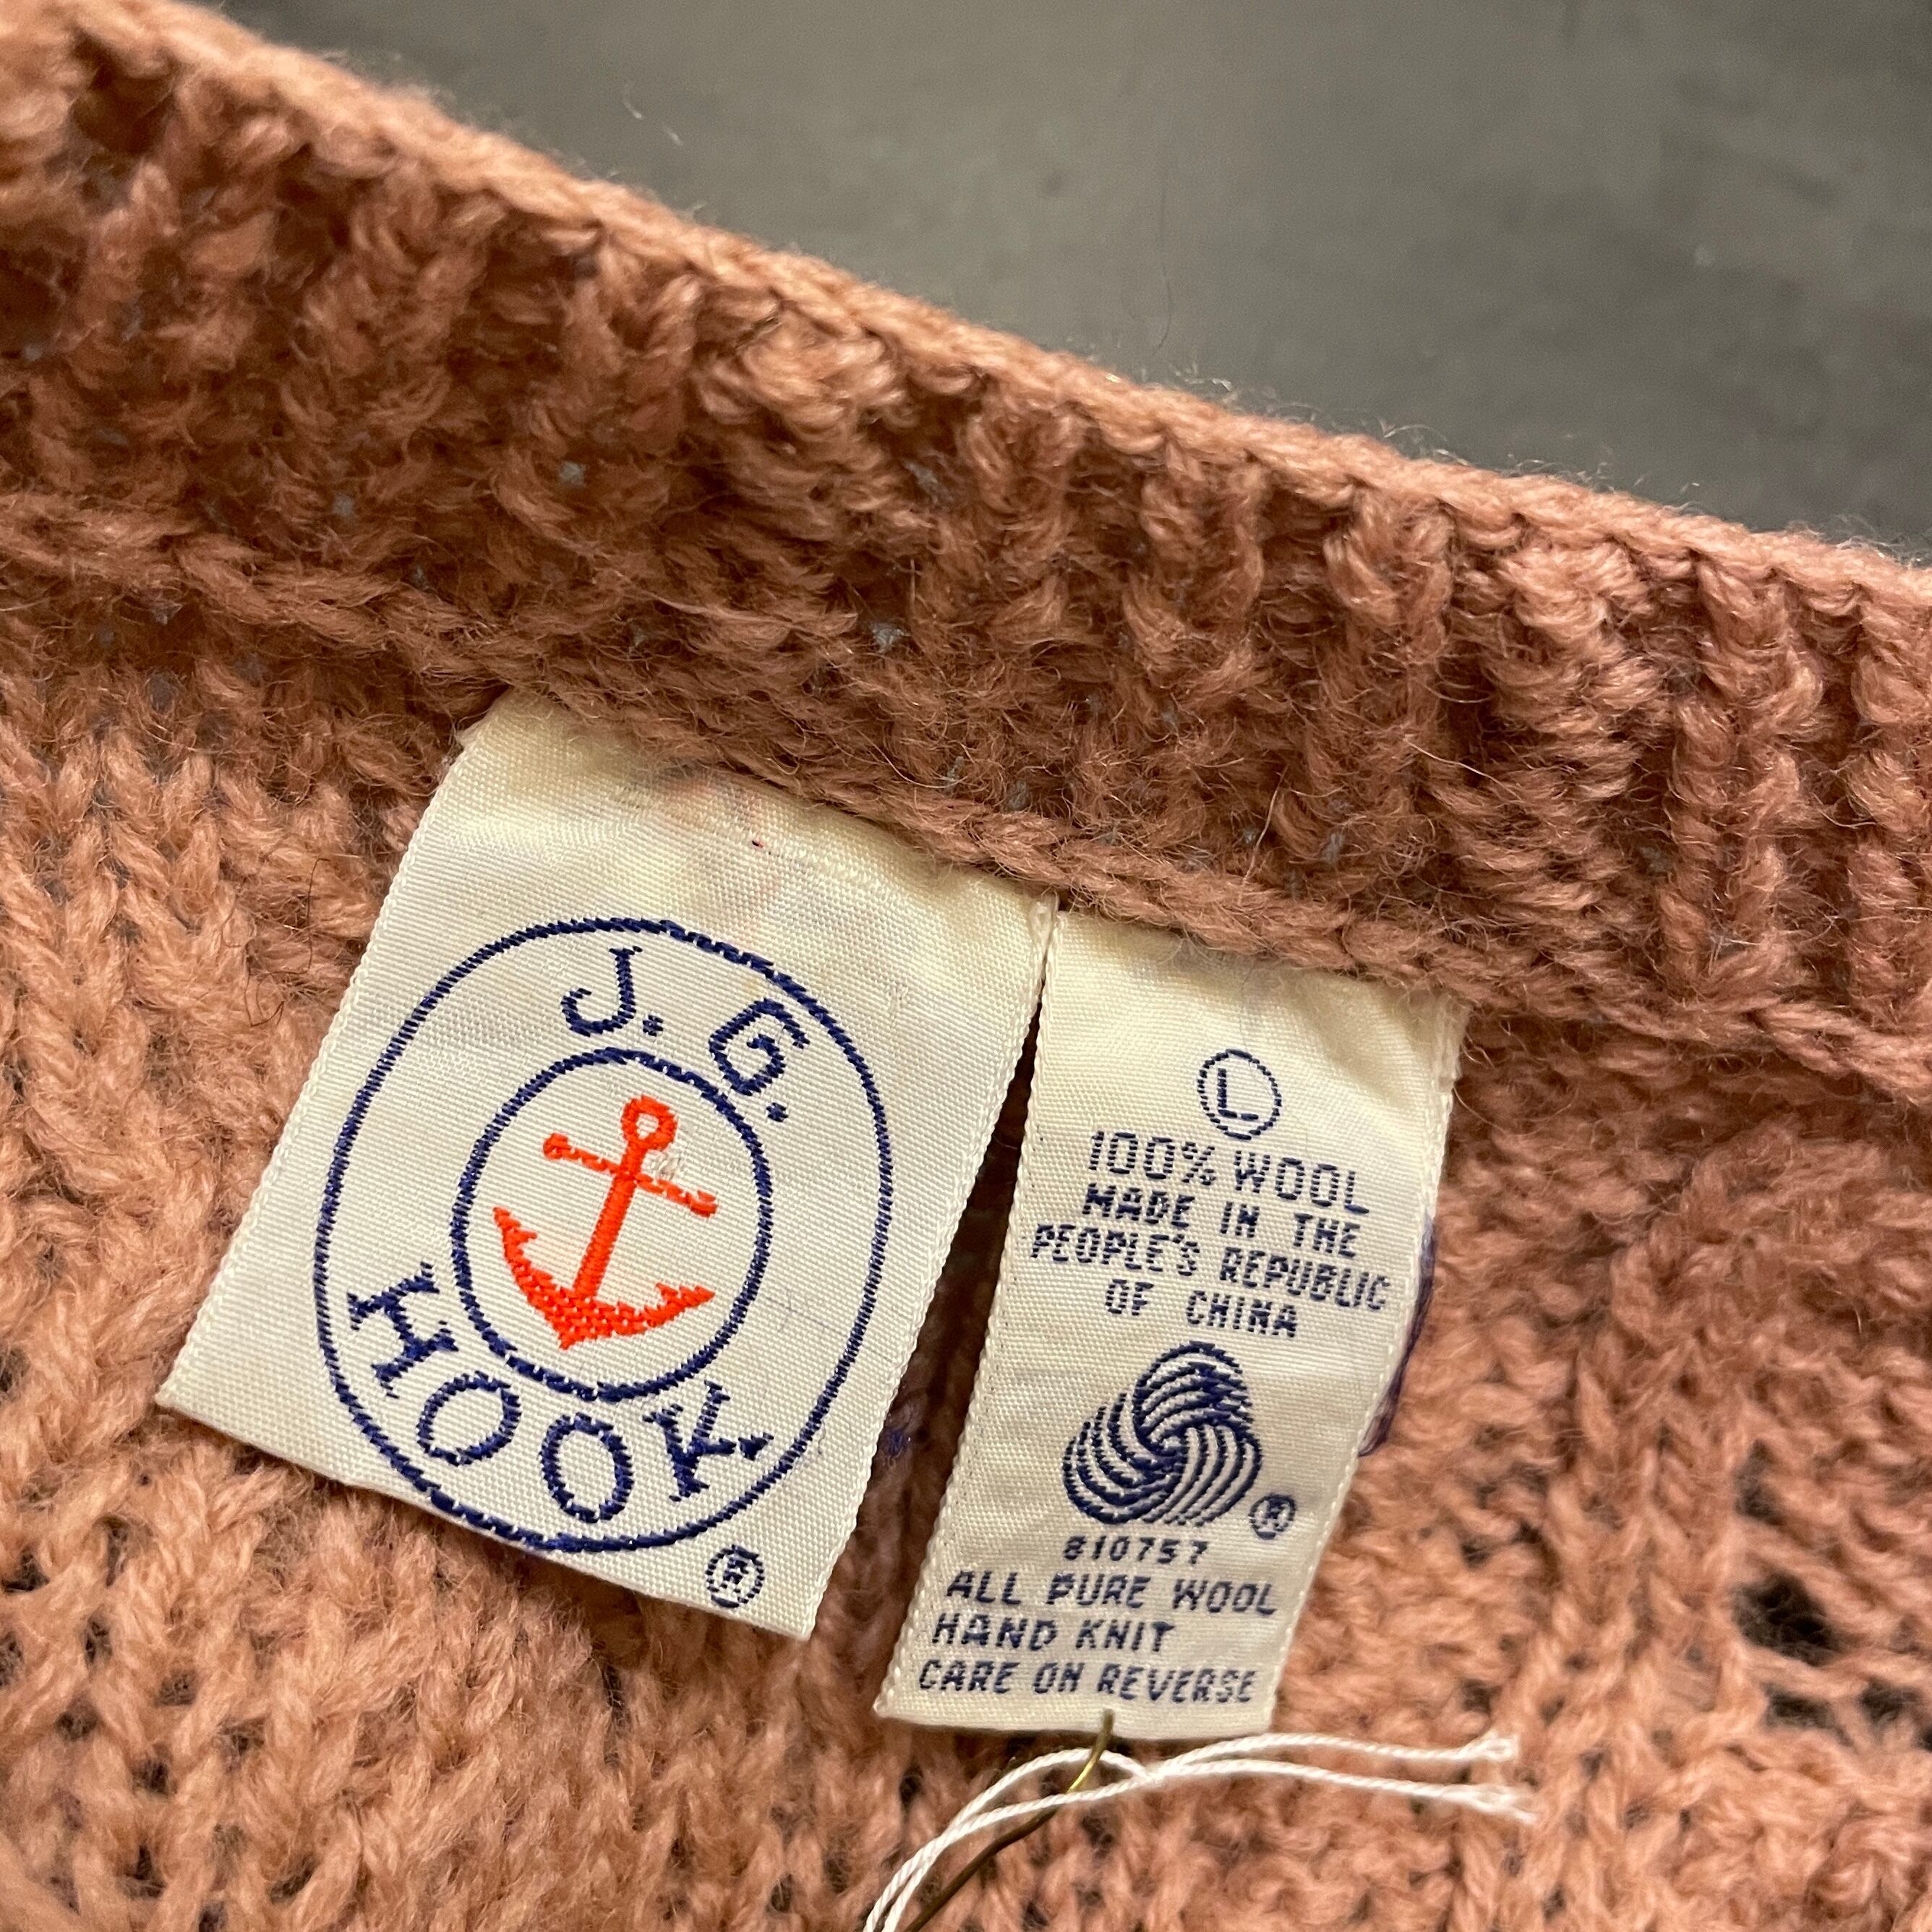 J. G.
HOOK
®
L
100% WOOL
MADE IN THE
PEOPLE'S REPUBLIC
OF CHINA
®
810757
ALL PURE WOOL
HAND KNIT
CARE ON REVERSE